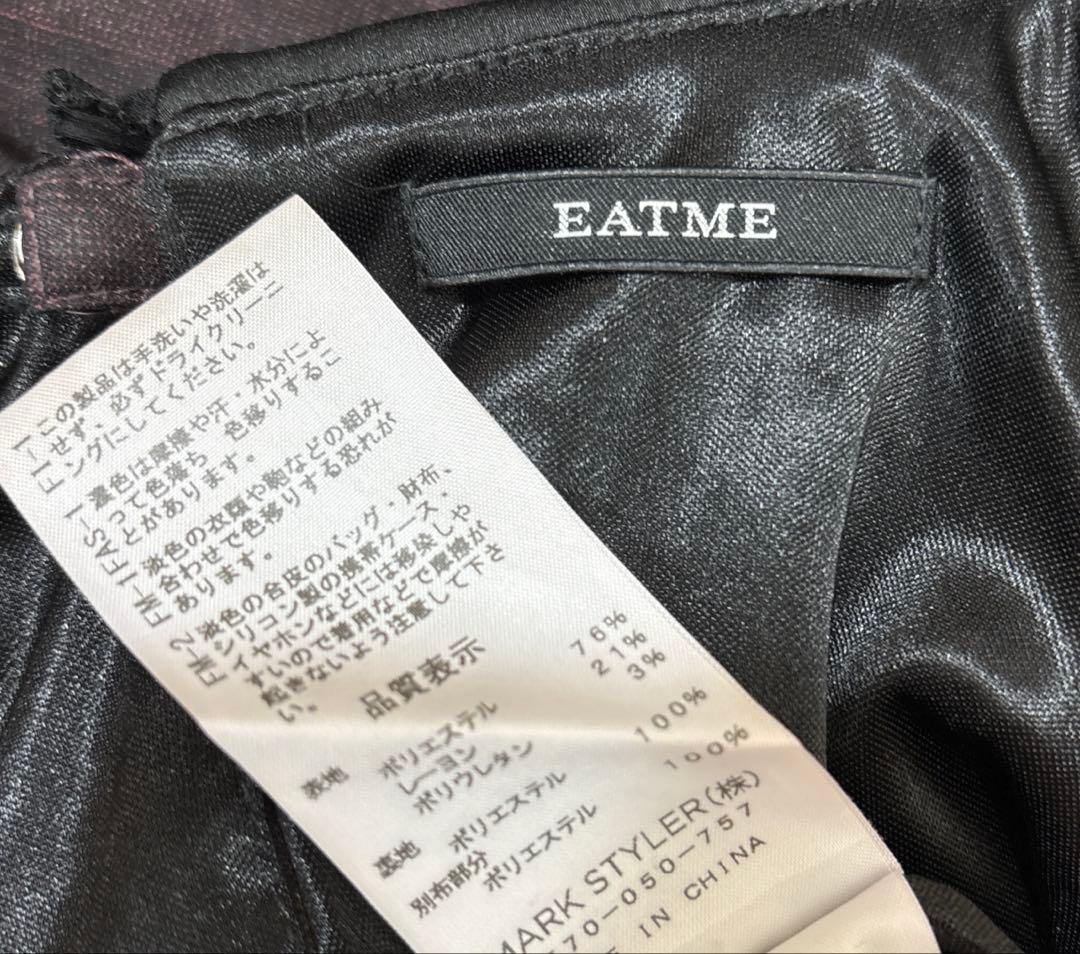 EATME
この製品は手洗いや洗濯は
せず、必ずドライクリーニ
ングにしてください。
濃色は摩擦や汗・水分によ
って色落ち 色移りするこ
とがあります。
淡色の衣類や鞄などの組み
合わせで色移りする恐れが
あります。
FM-2 淡色の合皮のバッグ・財布、
シリコン製の携帯ケース・
イヤホンなどには移染しや
すいので着用などで摩擦が
起きないよう注意して下さ
い。
品質表示
表地 ポリエステル 76%
レーヨン 21%
ポリウレタン 3%
裏地 ポリエステル 100%
別布部分
ポリエステル 100%
MARK STYLER(株)
70-050-757
IN CHINA